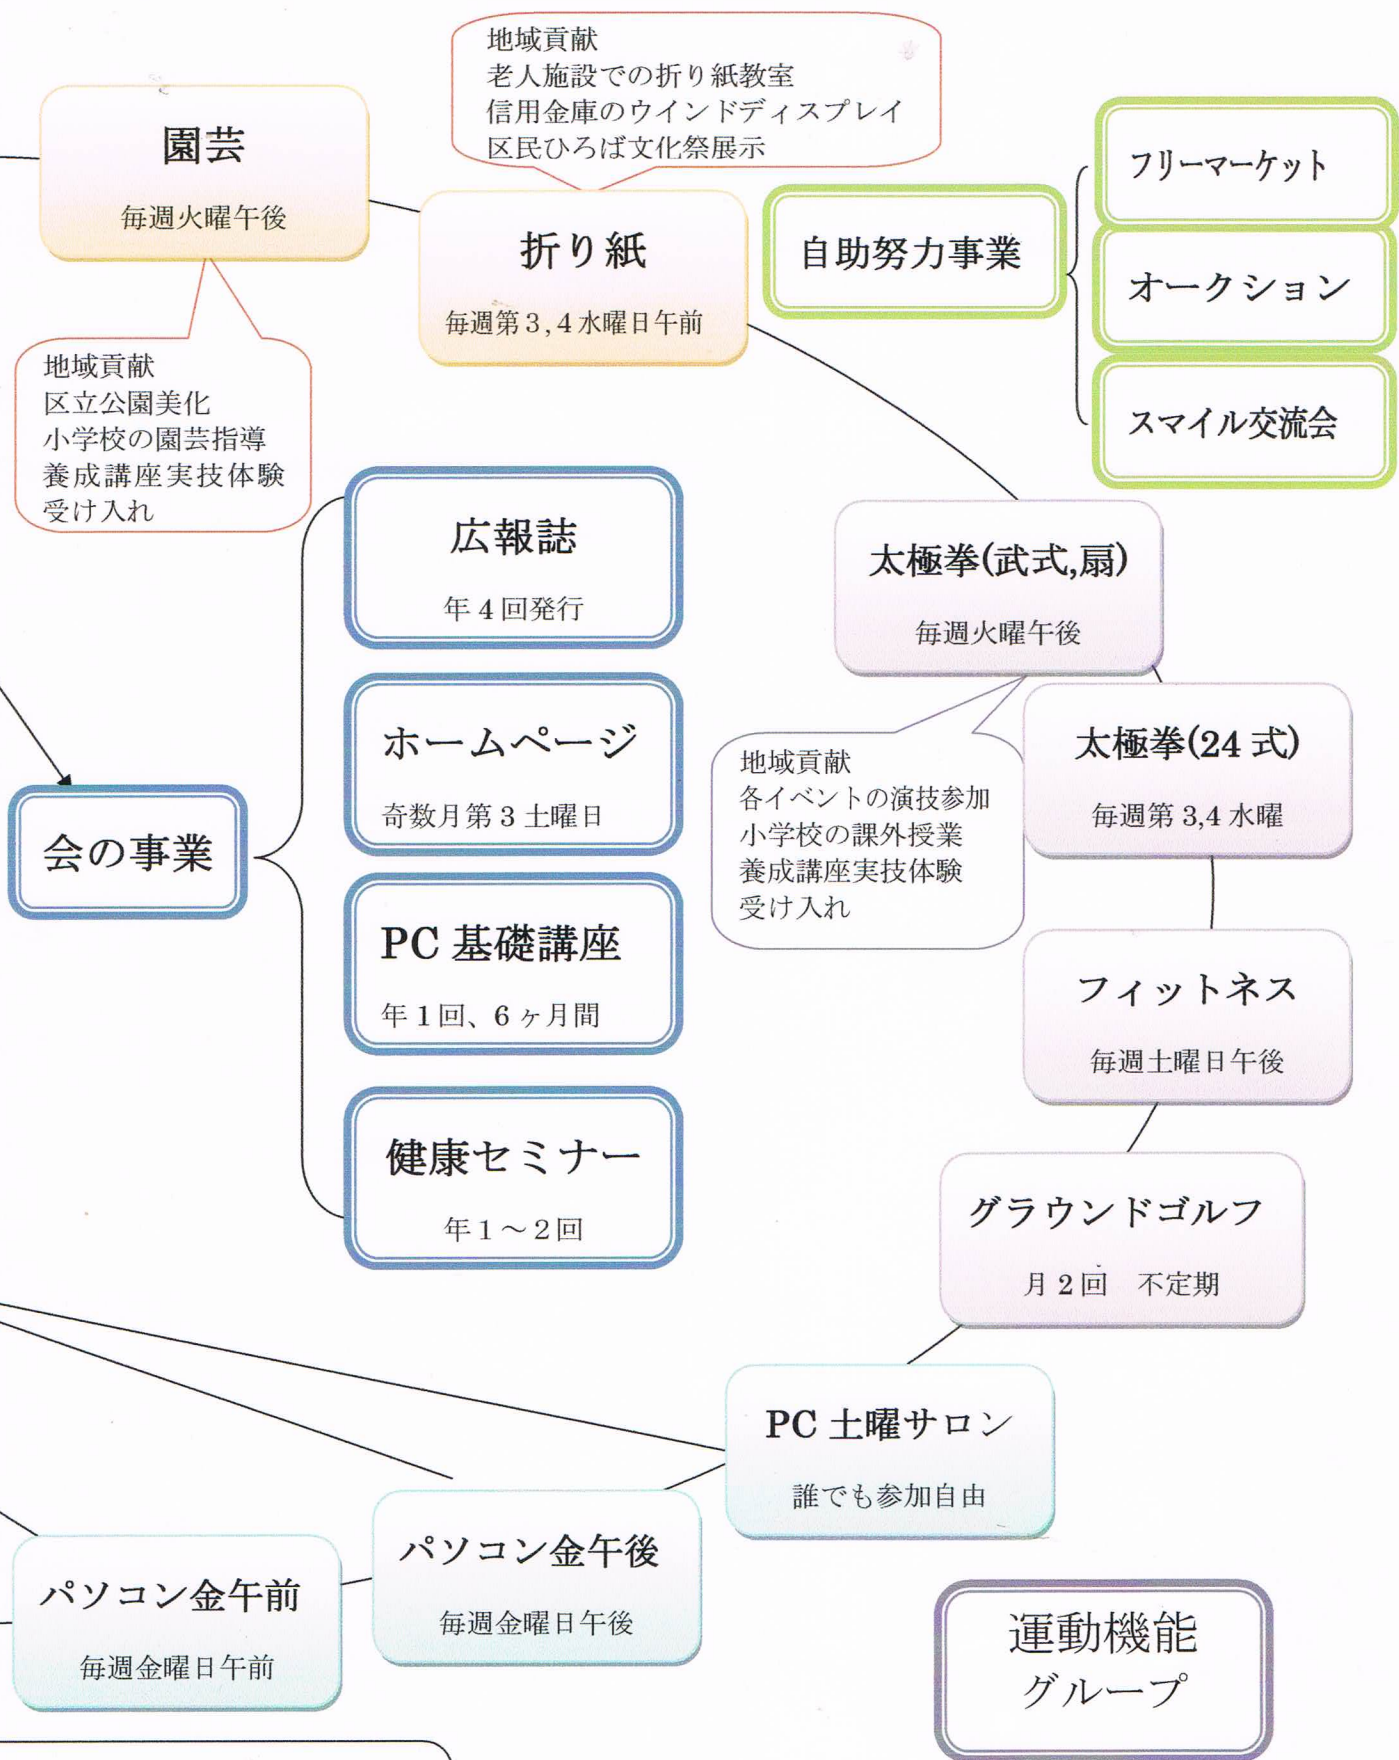 地域貢献
老人施設での折り紙教室
信用金庫のウインドディスプレイ
区民ひろば文化祭展示
園芸
毎週火曜午後
折り紙
毎週第3,4水曜日午前
自助努力事業
フリーマーケット
オークション
スマイル交流会
地域貢献
区立公園美化
小学校の園芸指導
養成講座実技体験
受け入れ
広報誌
年4回発行
太極拳(武式,扇)
毎週火曜午後
ホームページ
奇数月第3土曜日
太極拳(24式)
毎週第3,4水曜
地域貢献
各イベントの演技参加
小学校の課外授業
養成講座実技体験
受け入れ
会の事業
PC基礎講座
年1回、6ヶ月間
フィットネス
毎週土曜日午後
健康セミナー
年1～2回
グラウンドゴルフ
月2回　不定期
PC土曜サロン
誰でも参加自由
パソコン金午後
毎週金曜日午後
パソコン金午前
毎週金曜日午前
運動機能
グループ